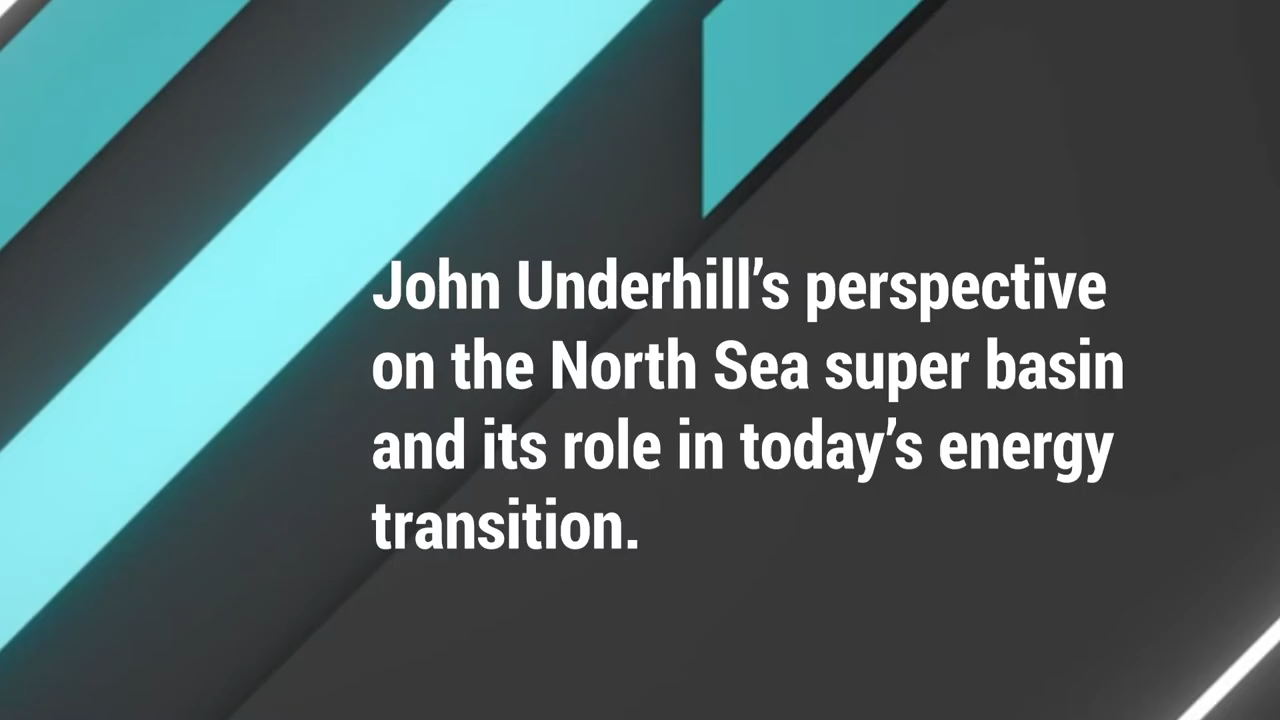 John Underhill’s perspective
on the North Sea super basin
and its role in today’s energy
transition.